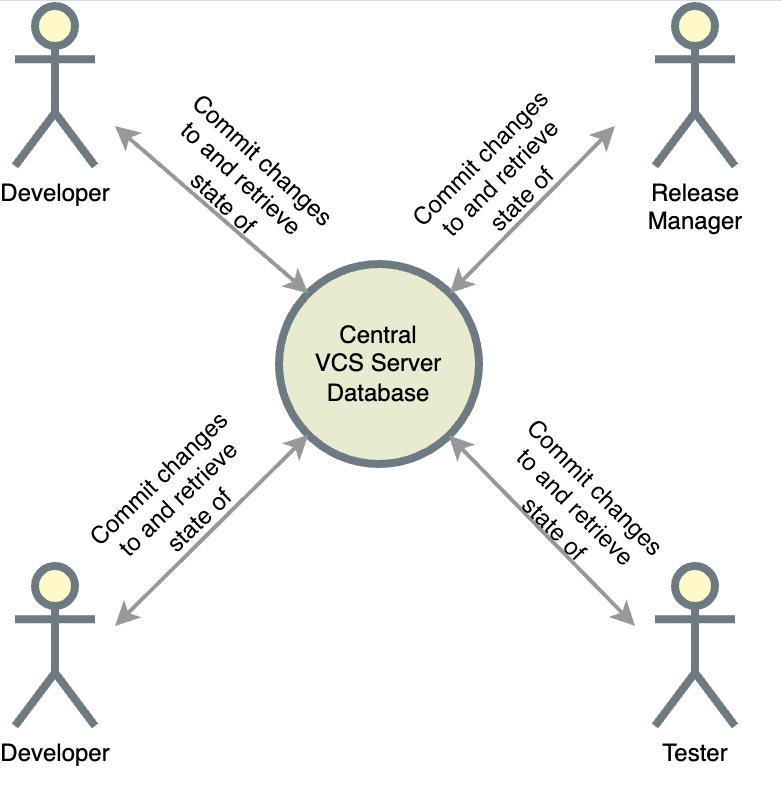 Commit changes
to and retrieve
state of
Commit changes
to and retrieve
state of
Developer
Release
Manager
Central
VCS Server
Database
Commit changes
to and retrieve
state of
Commit changes
to and retrieve
state of
Developer
Tester